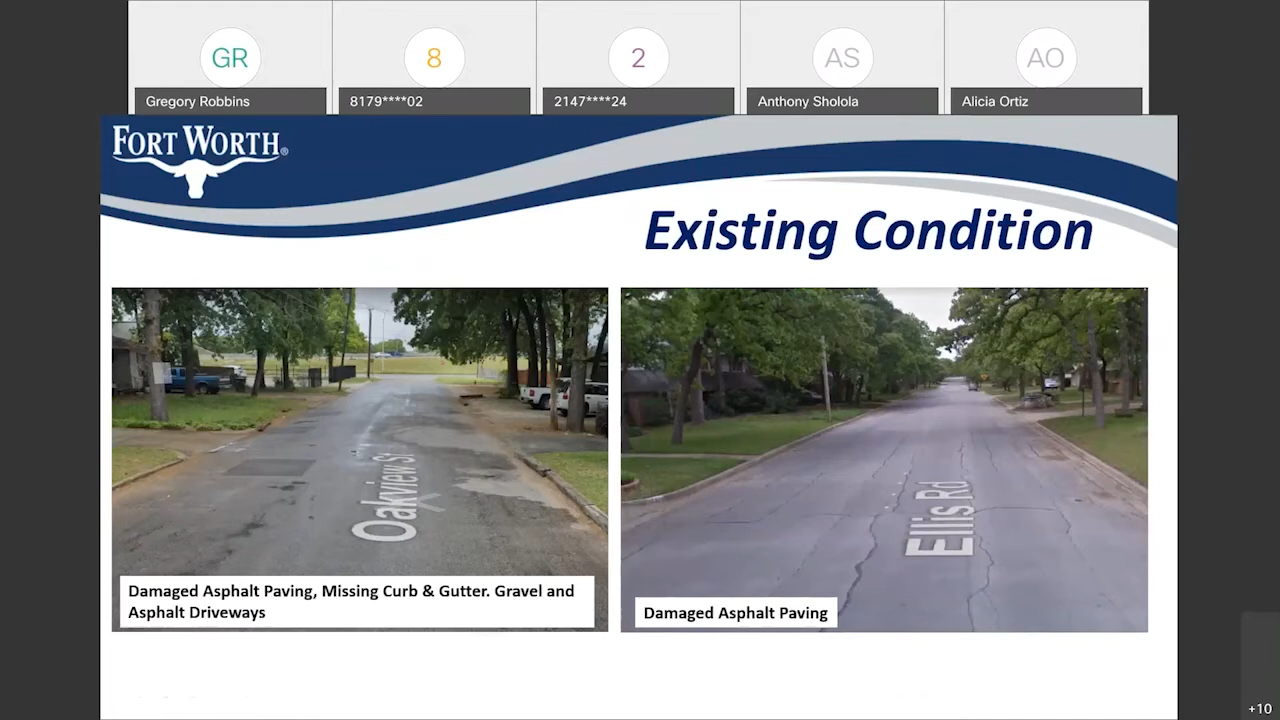 GR
8
2
AS
AO
Gregory Robbins
8179****02
2147****24
Anthony Sholola
Alicia Ortiz
FORT WORTH®
Existing Condition
Oakview St
Ellis Rd
Damaged Asphalt Paving, Missing Curb & Gutter. Gravel and
Asphalt Driveways
Damaged Asphalt Paving
+10